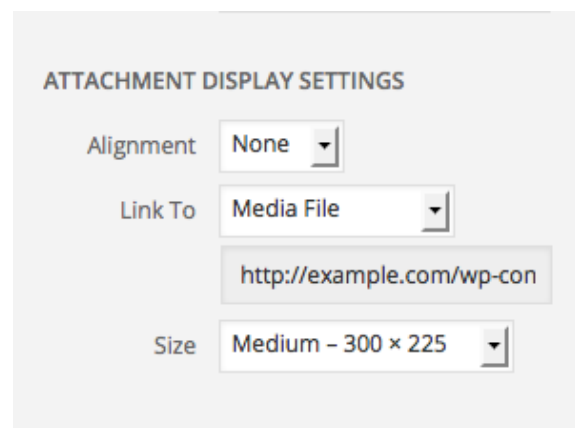 ATTACHMENT DISPLAY SETTINGS
Alignment None
Link To Media File
http://example.com/wp-con
Size Medium – 300 × 225